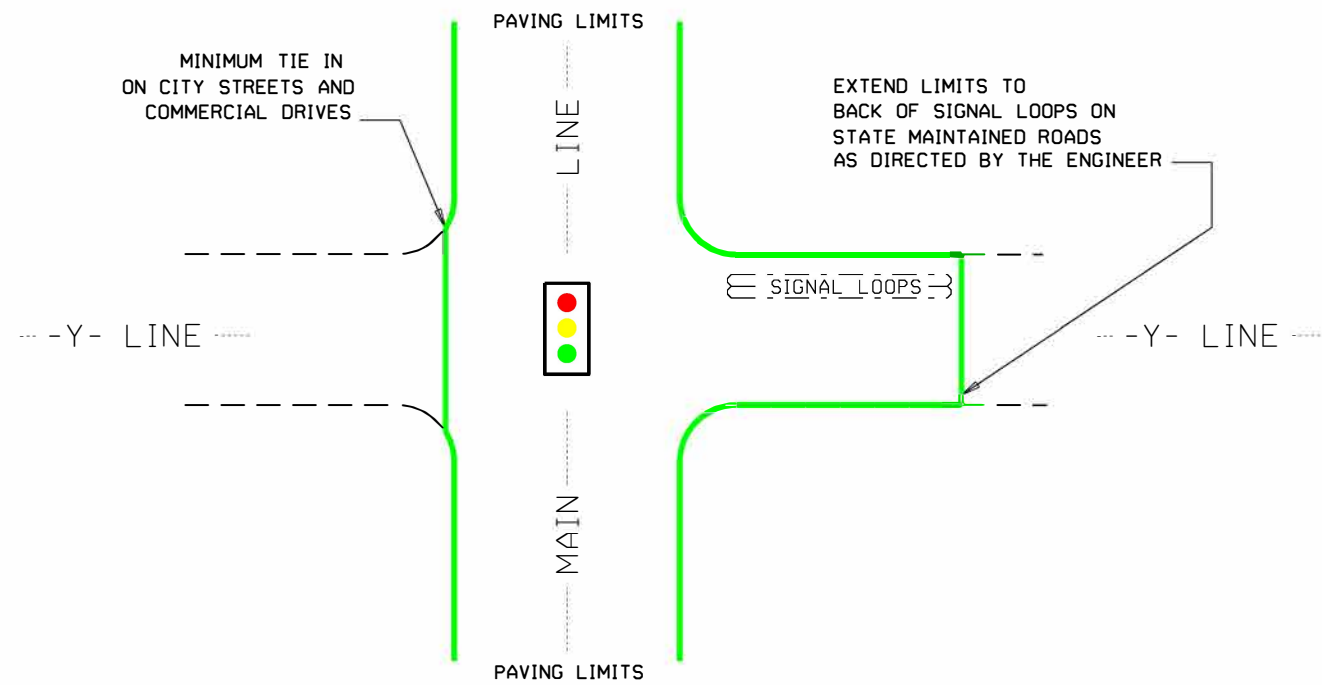 PAVING LIMITS
MINIMUM TIE IN
ON CITY STREETS AND
COMMERCIAL DRIVES
EXTEND LIMITS TO
BACK OF SIGNAL LOOPS ON
STATE MAINTAINED ROADS
AS DIRECTED BY THE ENGINEER
LINE
SIGNAL LOOPS
-Y- LINE
-Y- LINE
MAIN
PAVING LIMITS